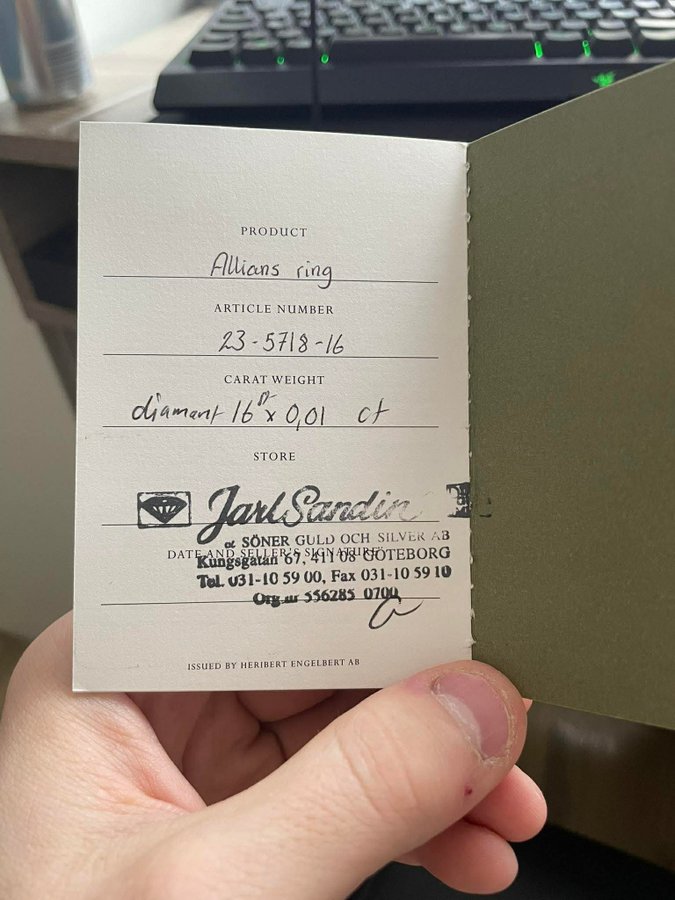 PRODUCT
Allians ring
ARTICLE NUMBER
23-5718-16
CARAT WEIGHT
diamant 16 st x 0,01 ct
STORE
Jarl Sandin
& SÖNER GULD OCH SILVER AB
DATE AND SELLER'S SIGNATURE
Kungsgatan 67, 411 08 GÖTEBORG
Tel. 031-10 59 00, Fax 031-10 59 10
Org.nr 556285 0700
ISSUED BY HERIBERT ENGELBERT AB